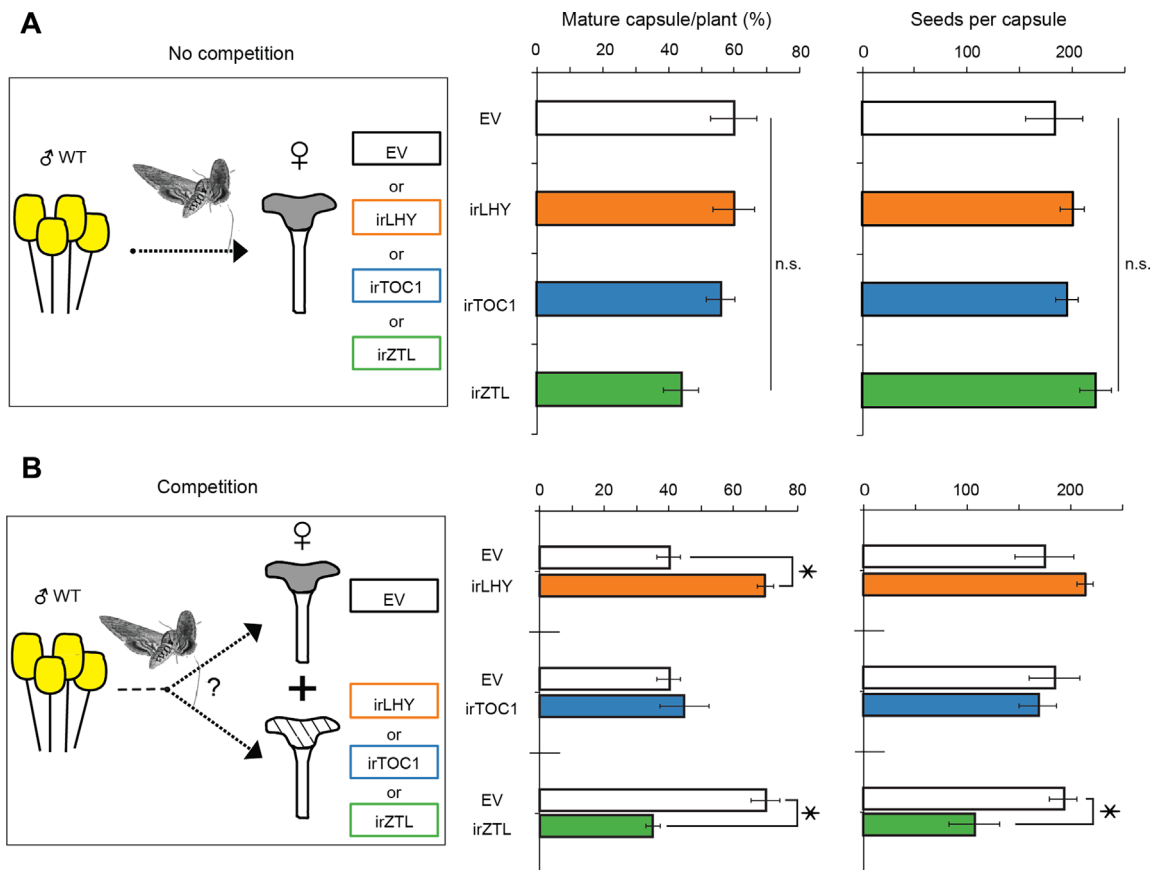 A
No competition
♂ WT
♀
EV
or
irLHY
or
irTOC1
or
irZTL
Mature capsule/plant (%)
0 20 40 60 80
EV
irLHY
irTOC1
irZTL
n.s.
Seeds per capsule
0 100 200
n.s.
B
Competition
♂ WT
?
♀
EV
+
irLHY
or
irTOC1
or
irZTL
0 20 40 60 80
EV
irLHY
*
EV
irTOC1
EV
irZTL
*
0 100 200
*